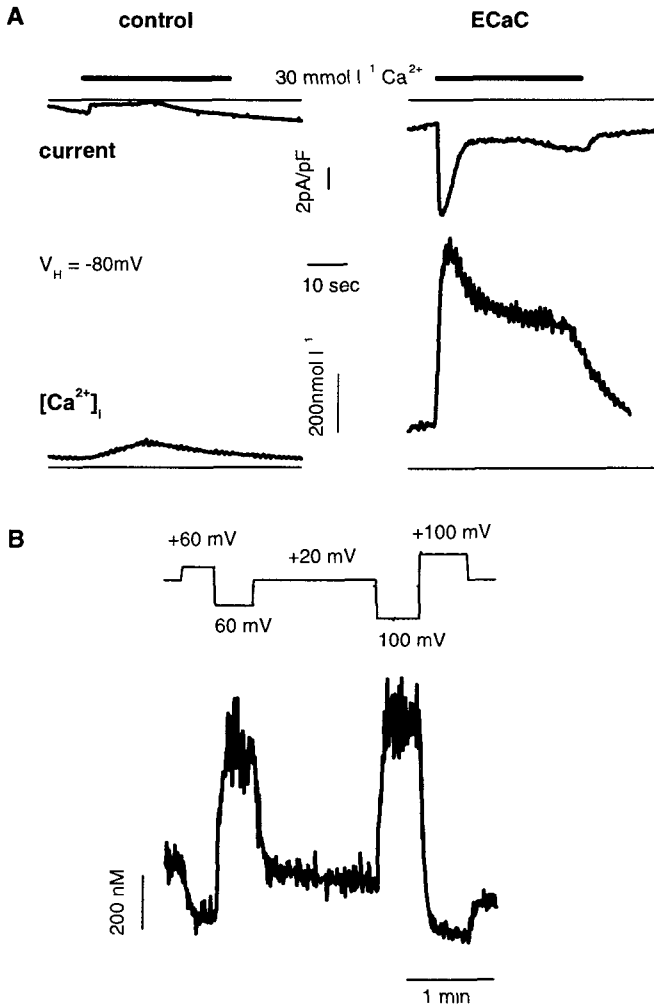 A
control
ECaC
30 mmol l ¹ Ca²⁺
current
2pA/pF
V_H = -80mV
10 sec
200nmol l ¹
[Ca²⁺]_I
B
+60 mV
+20 mV
+100 mV
60 mV
100 mV
200 nM
1 min